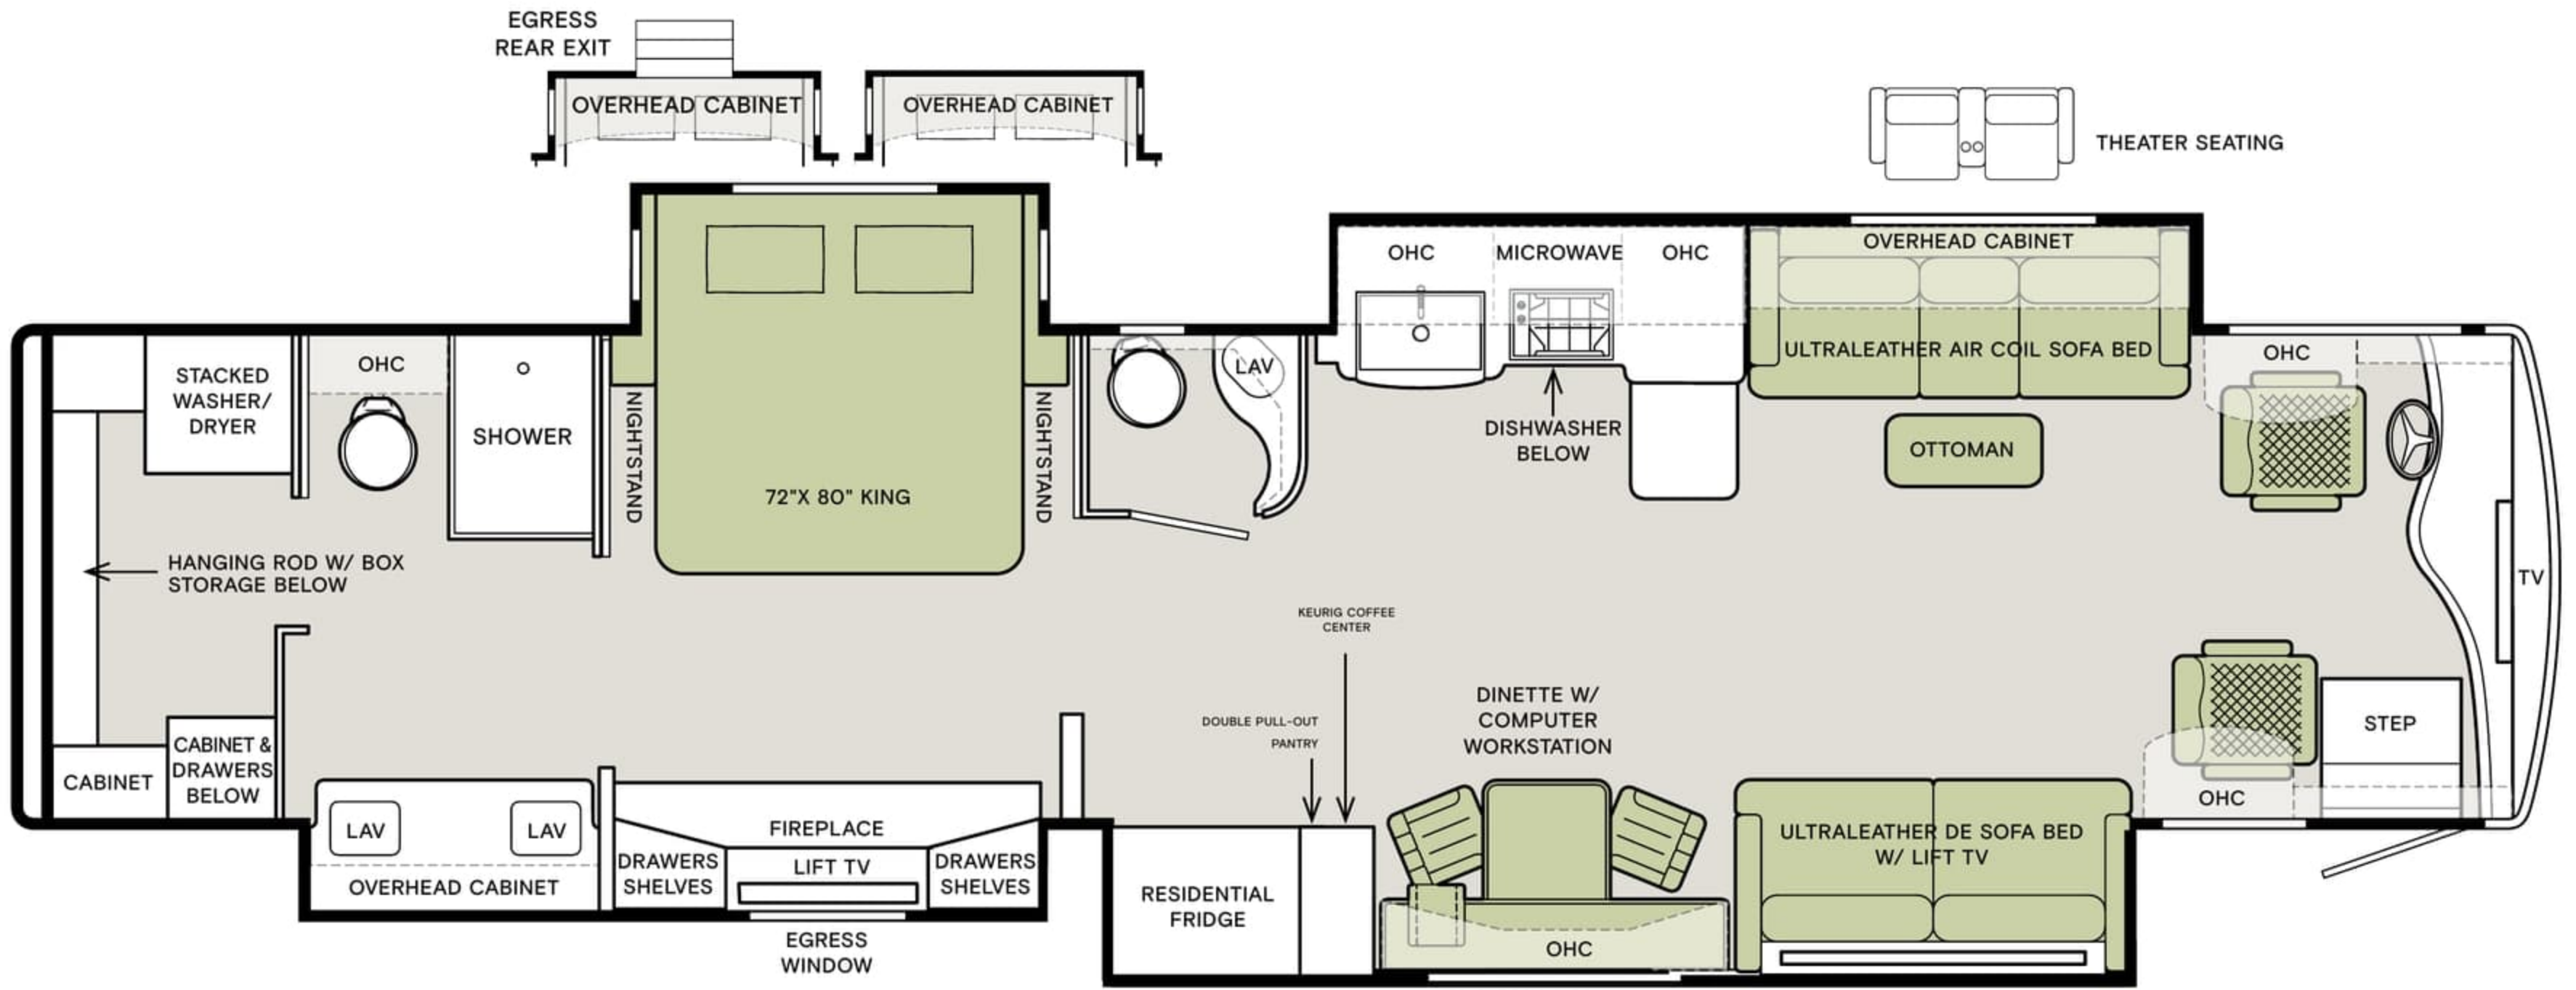 EGRESS
REAR EXIT
OVERHEAD CABINET
OVERHEAD CABINET
THEATER SEATING
STACKED
WASHER/
DRYER
OHC
SHOWER
NIGHTSTAND
72"X 80" KING
NIGHTSTAND
LAV
OHC
MICROWAVE
OHC
DISHWASHER
BELOW
OVERHEAD CABINET
ULTRALEATHER AIR COIL SOFA BED
OTTOMAN
OHC
TV
HANGING ROD W/ BOX
STORAGE BELOW
KEURIG COFFEE
CENTER
DOUBLE PULL-OUT
PANTRY
DINETTE W/
COMPUTER
WORKSTATION
STEP
OHC
CABINET
CABINET &
DRAWERS
BELOW
LAV
LAV
OVERHEAD CABINET
FIREPLACE
DRAWERS
SHELVES
LIFT TV
DRAWERS
SHELVES
EGRESS
WINDOW
RESIDENTIAL
FRIDGE
OHC
ULTRALEATHER DE SOFA BED
W/ LIFT TV